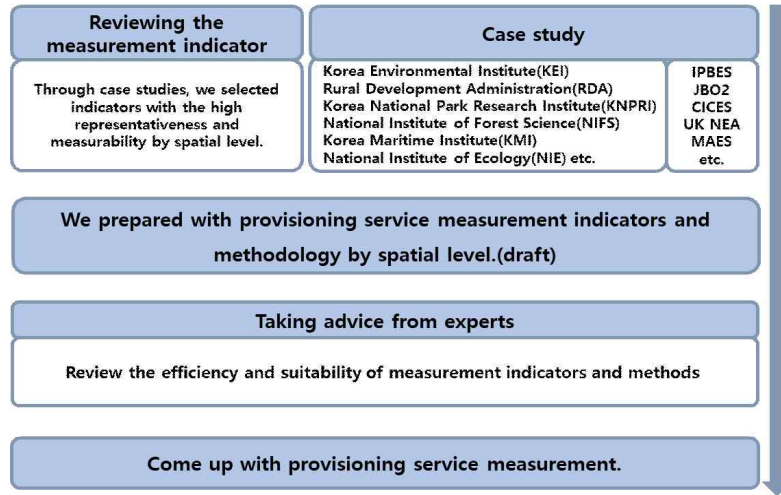 Reviewing the
measurement indicator
Through case studies, we selected
indicators with the high
representativeness and
measurability by spatial level.
Case study
Korea Environmental Institute(KEI)
Rural Development Administration(RDA)
Korea National Park Research Institute(KNPRI)
National Institute of Forest Science(NIFS)
Korea Maritime Institute(KMI)
National Institute of Ecology(NIE) etc.
IPBES
JBO2
CICES
UK NEA
MAES
etc.
We prepared with provisioning service measurement indicators and
methodology by spatial level.(draft)
Taking advice from experts
Review the efficiency and suitability of measurement indicators and methods
Come up with provisioning service measurement.